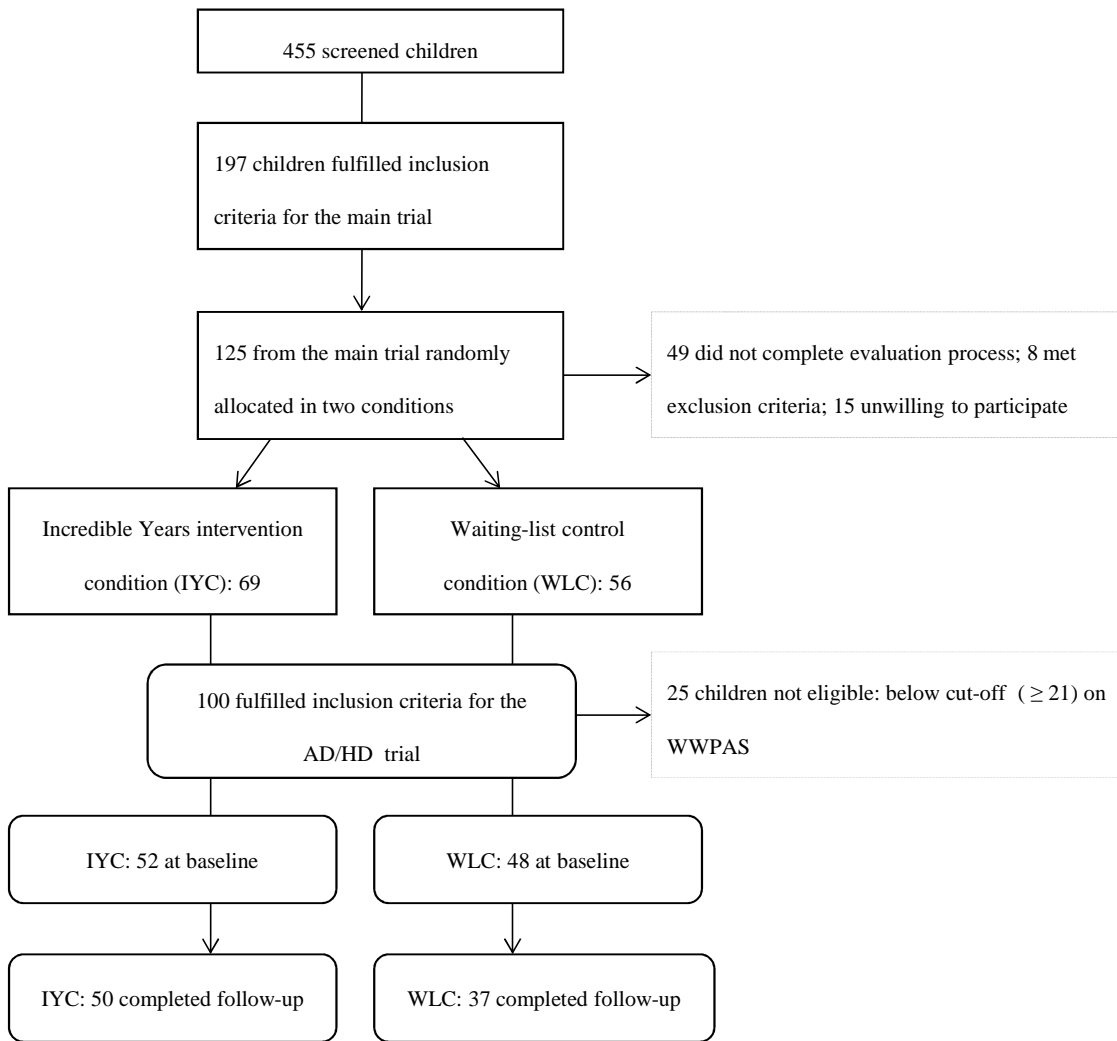 455 screened children
197 children fulfilled inclusion
criteria for the main trial
125 from the main trial randomly
allocated in two conditions
49 did not complete evaluation process; 8 met
exclusion criteria; 15 unwilling to participate
Incredible Years intervention
condition (IYC): 69
Waiting-list control
condition (WLC): 56
100 fulfilled inclusion criteria for the
AD/HD trial
25 children not eligible: below cut-off ( ≥ 21) on
WWPAS
IYC: 52 at baseline
WLC: 48 at baseline
IYC: 50 completed follow-up
WLC: 37 completed follow-up